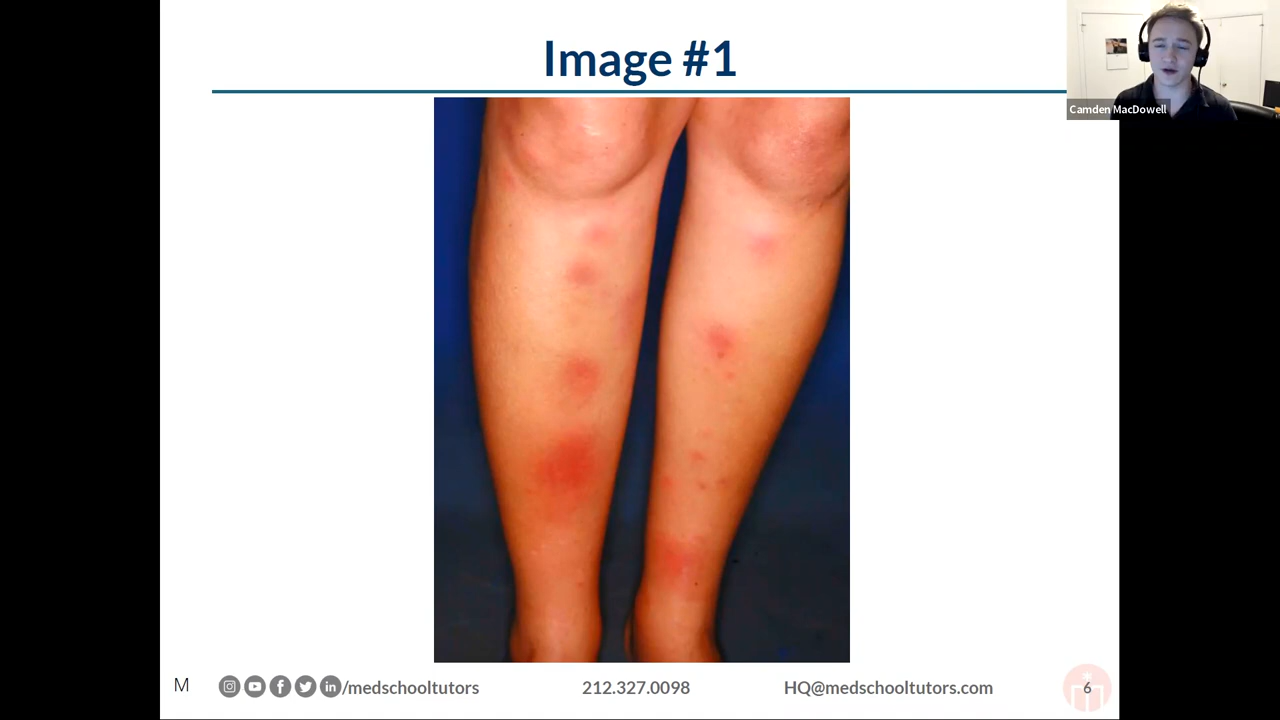 Image #1
Camden MacDowell
M
/medschooltutors
212.327.0098
HQ@medschooltutors.com
6